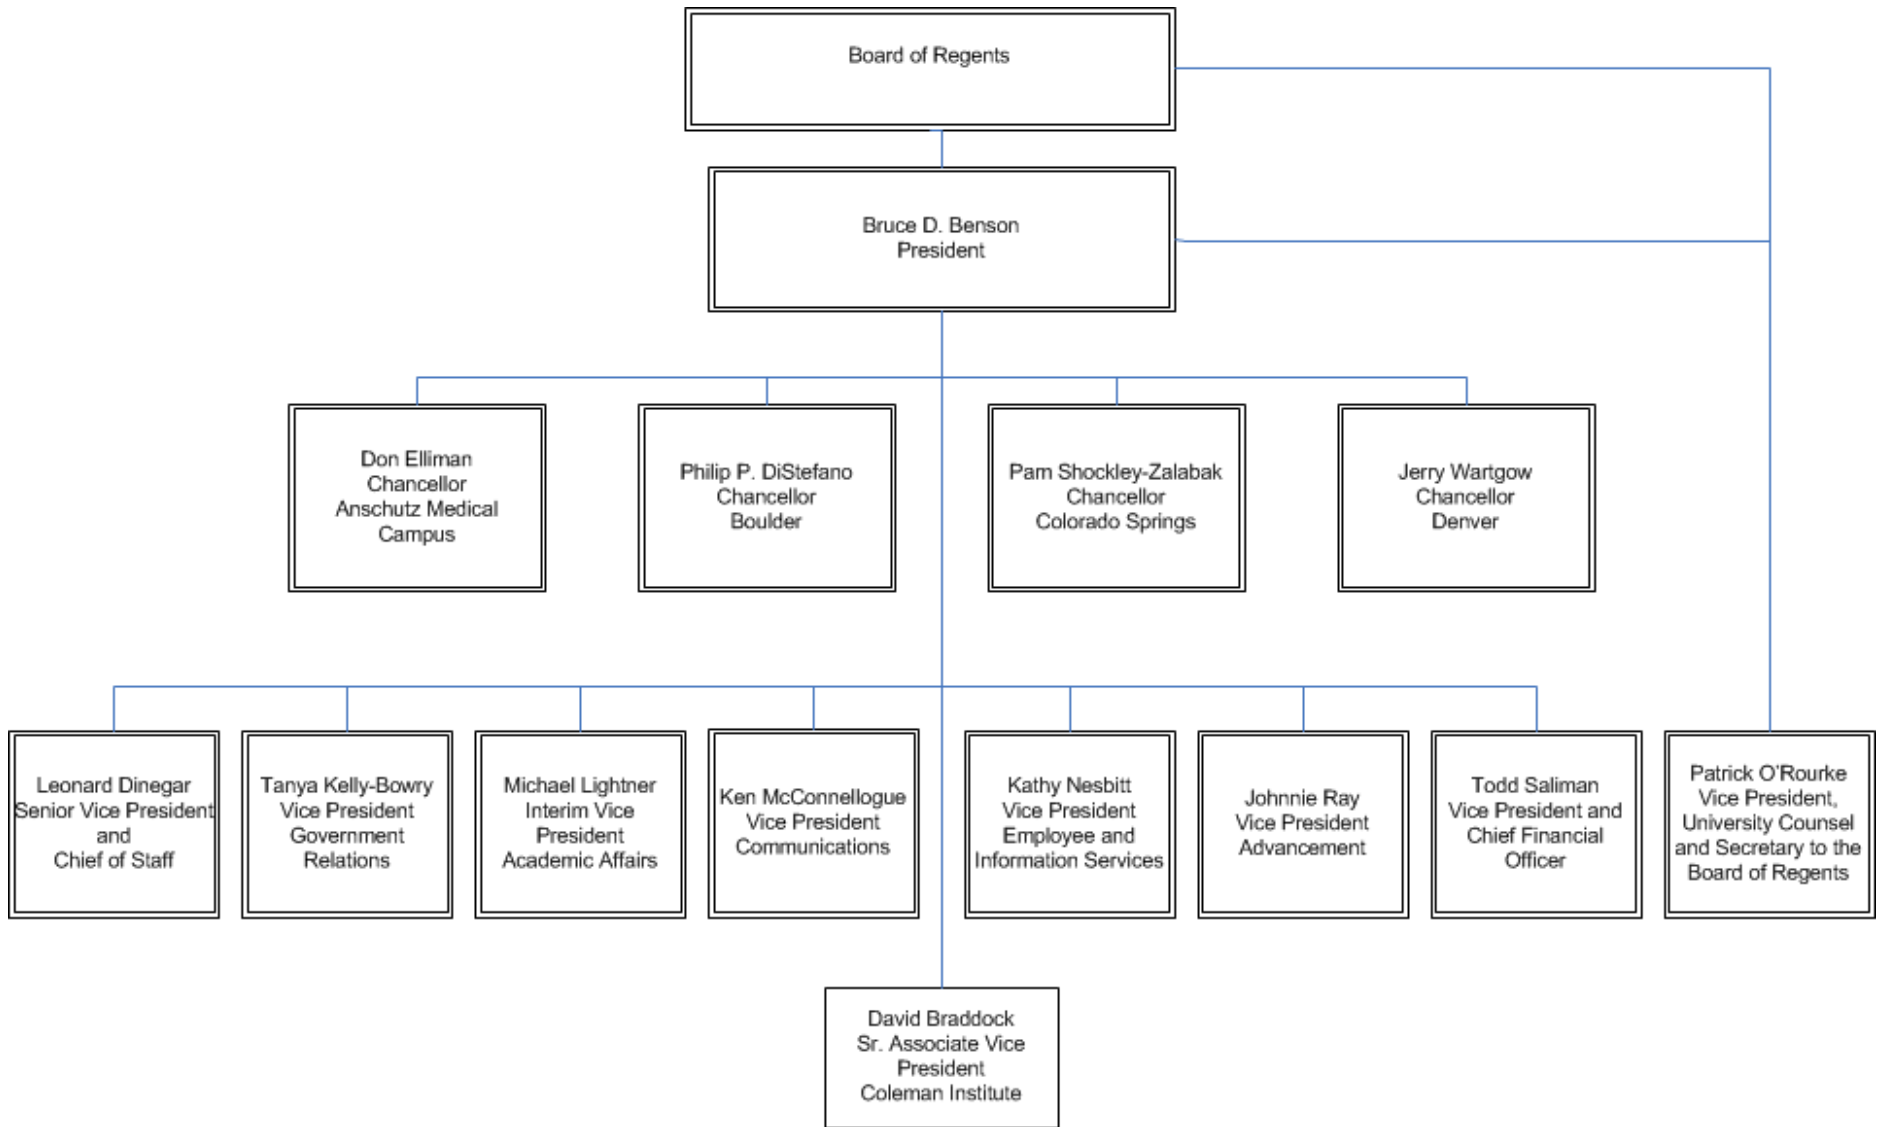 Board of Regents
Bruce D. Benson
President
Don Elliman
Chancellor
Anschutz Medical
Campus
Philip P. DiStefano
Chancellor
Boulder
Pam Shockley-Zalabak
Chancellor
Colorado Springs
Jerry Wartgow
Chancellor
Denver
Leonard Dinegar
Senior Vice President
and
Chief of Staff
Tanya Kelly-Bowry
Vice President
Government
Relations
Michael Lightner
Interim Vice
President
Academic Affairs
Ken McConnellogue
Vice President
Communications
Kathy Nesbitt
Vice President
Employee and
Information Services
Johnnie Ray
Vice President
Advancement
Todd Saliman
Vice President and
Chief Financial
Officer
Patrick O'Rourke
Vice President,
University Counsel
and Secretary to the
Board of Regents
David Braddock
Sr. Associate Vice
President
Coleman Institute